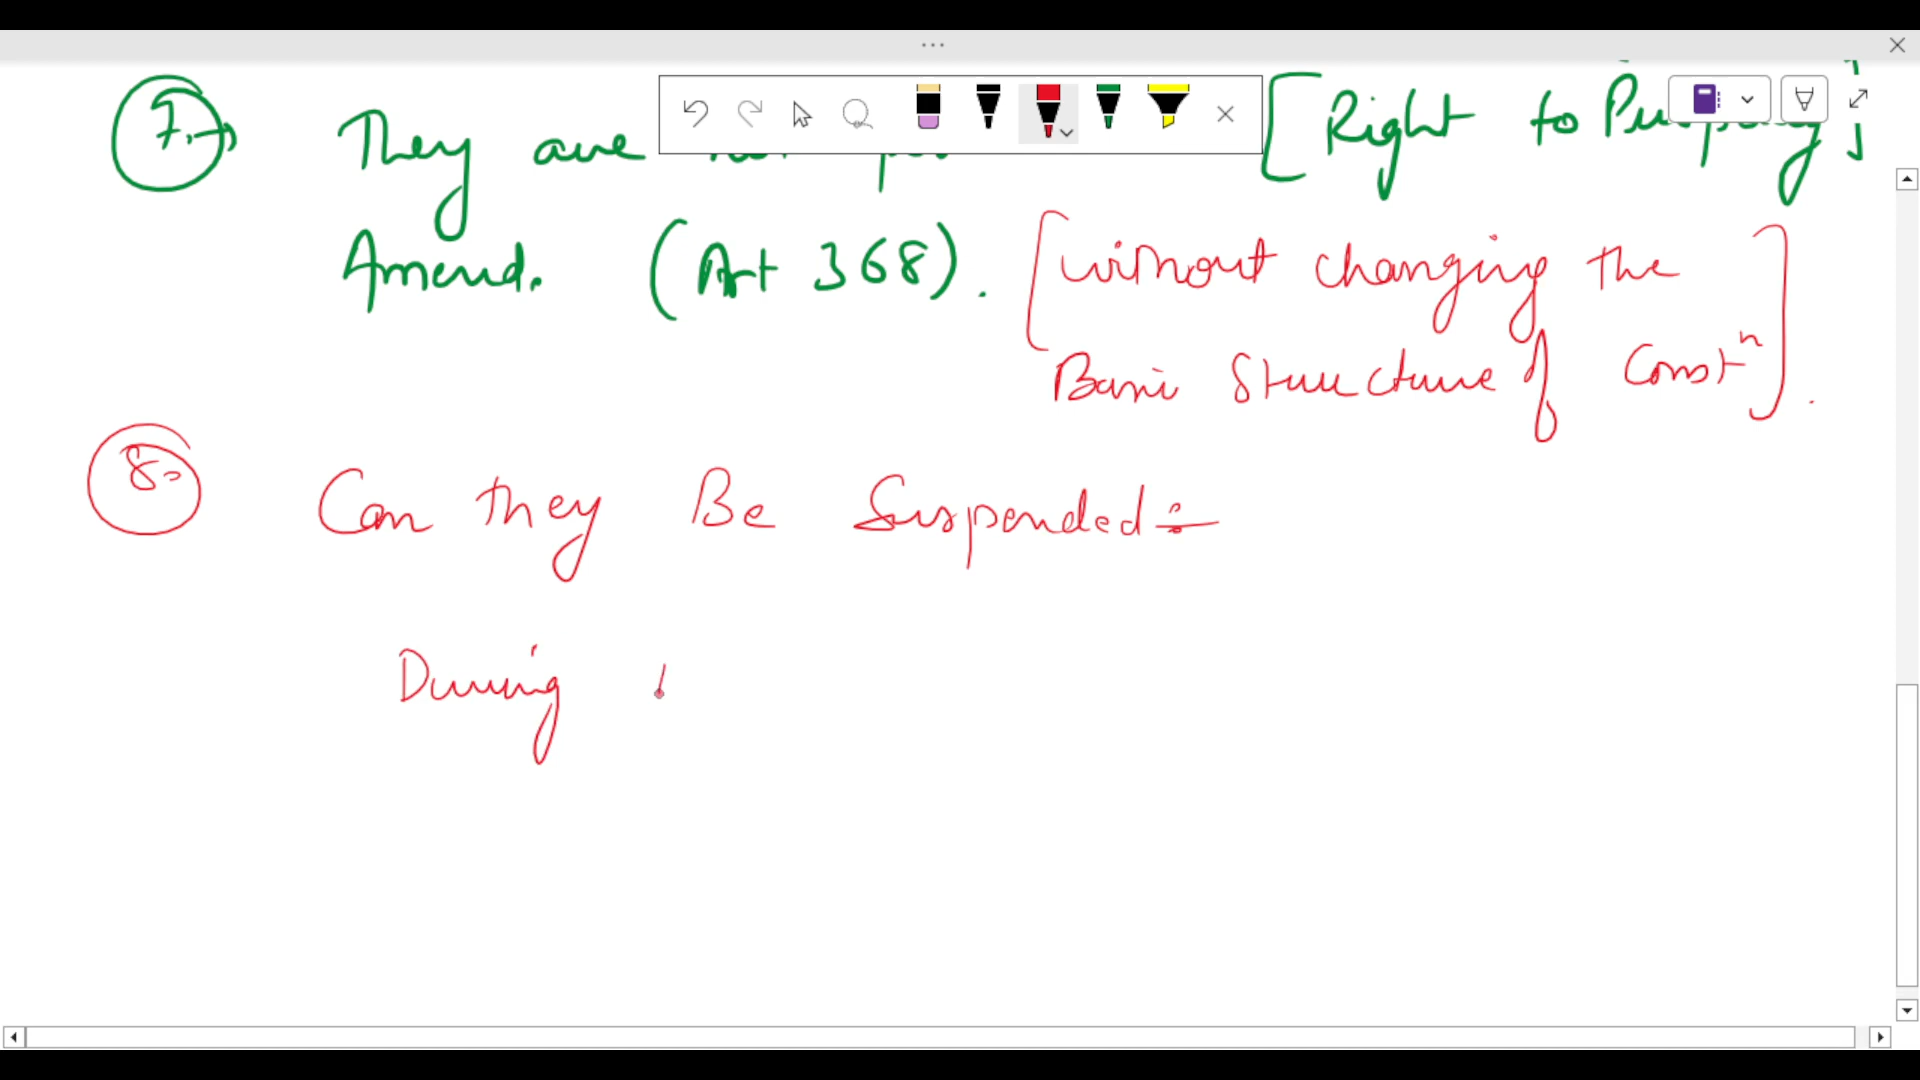 7. → They are [Right to
Amend. (Art 368). [without changing the
Basic Structure of Constⁿ].
8. Can they Be Suspended :-
During